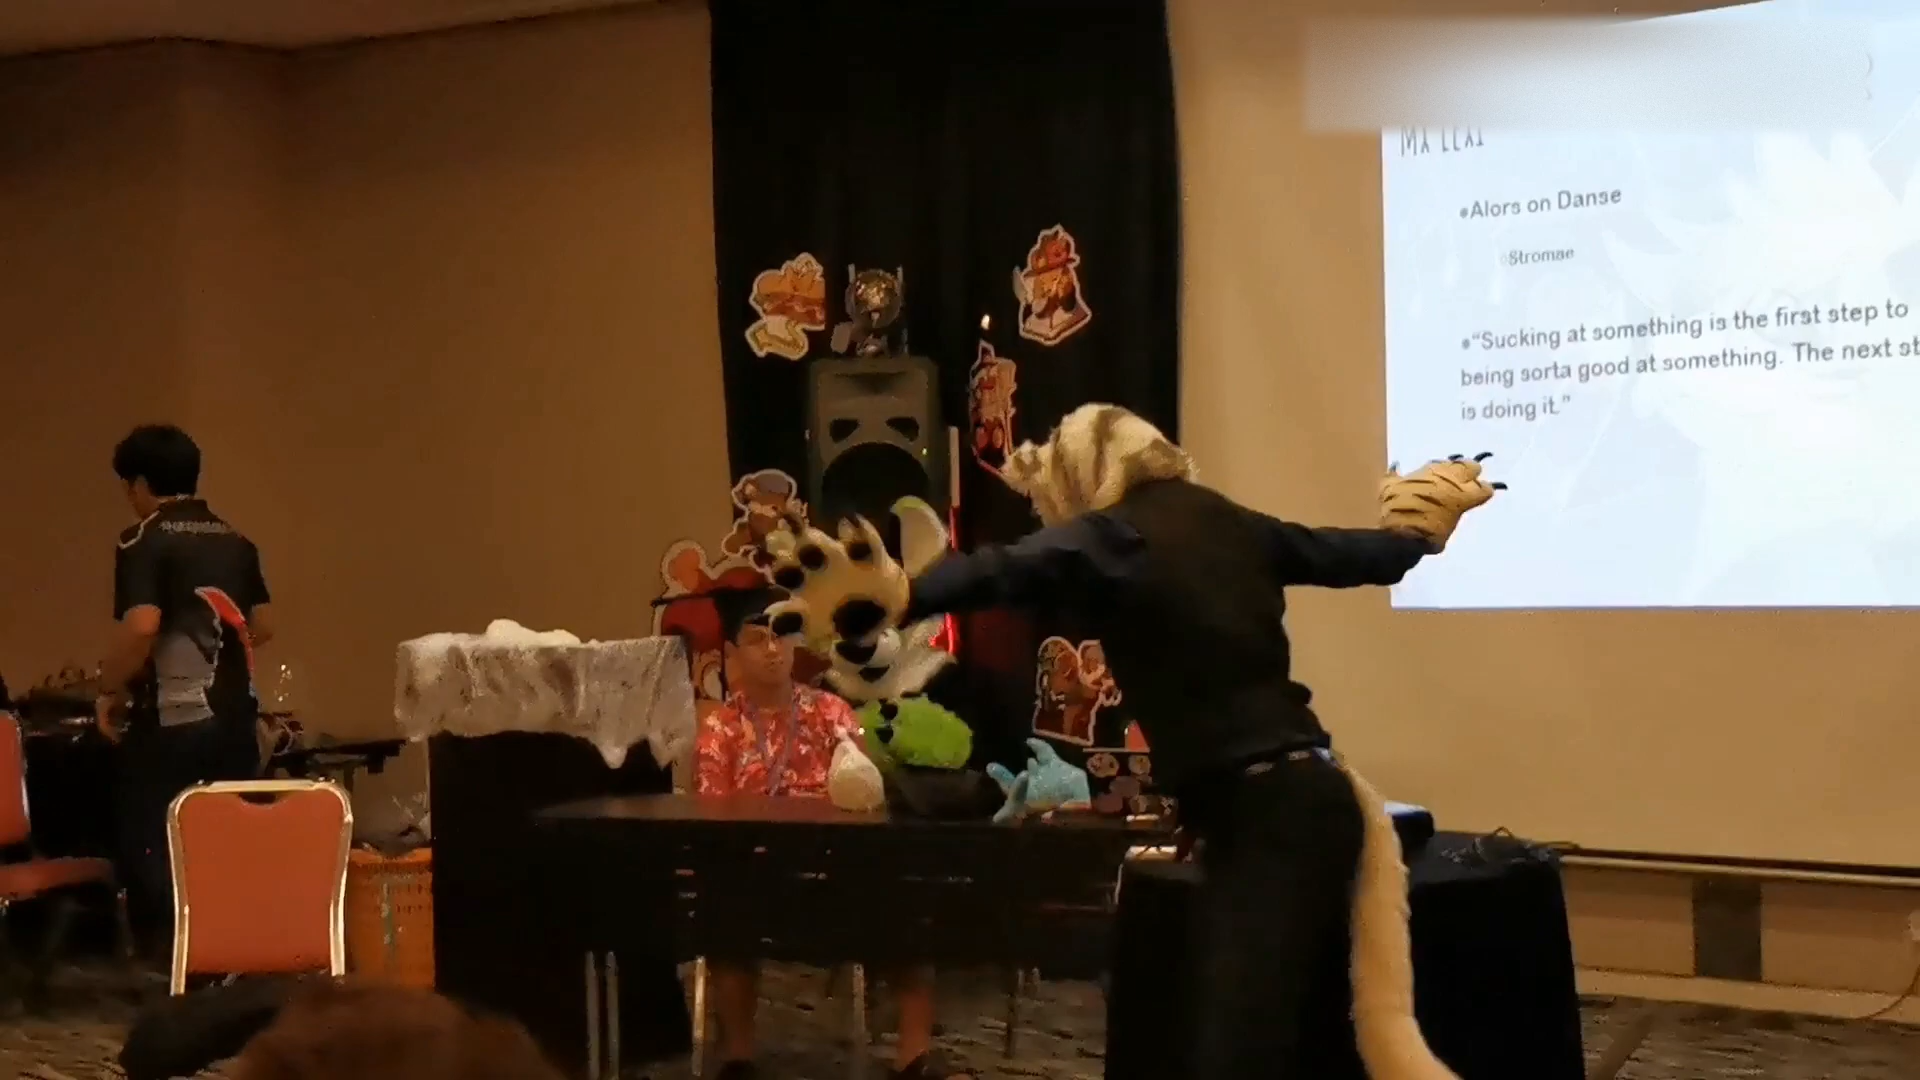 •Alors on Danse
○Stromae
•“Sucking at something is the first step to
being sorta good at something. The next st
is doing it.”